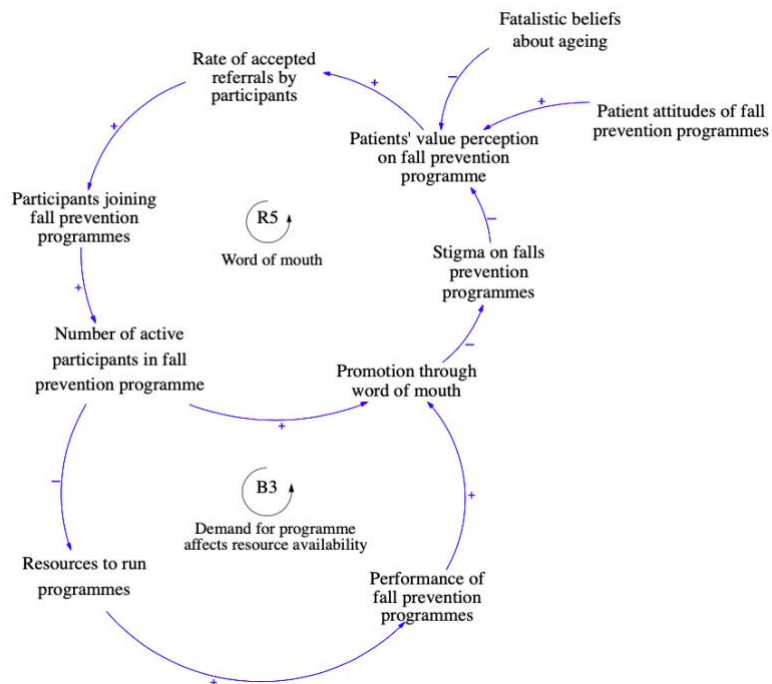 Fatalistic beliefs
about ageing
Rate of accepted
referrals by
participants
+
−
+
Patient attitudes of fall
prevention programmes
Patients' value perception
on fall prevention
programme
+
Participants joining
fall prevention
programmes
R5
Word of mouth
−
Stigma on falls
prevention
programmes
+
Number of active
participants in fall
prevention programme
−
Promotion through
word of mouth
+
−
B3
Demand for programme
affects resource availability
+
Resources to run
programmes
Performance of
fall prevention
programmes
+